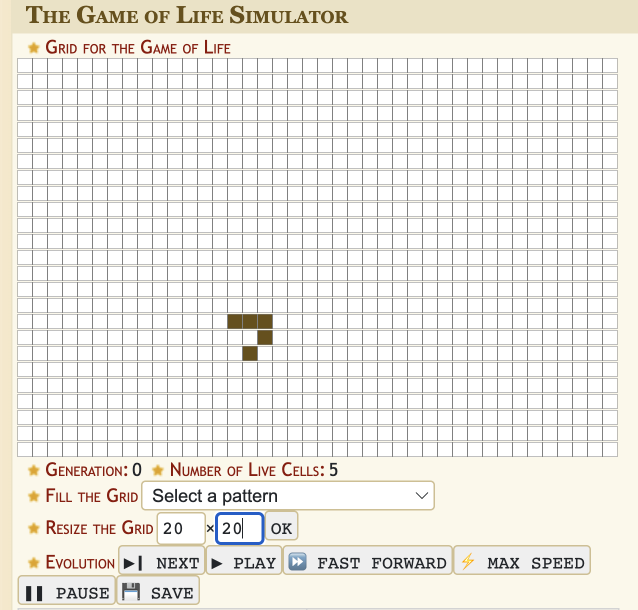 The Game of Life Simulator
Grid for the Game of Life
Generation: 0 Number of Live Cells: 5
Fill the Grid Select a pattern
Resize the Grid 20 × 20 OK
Evolution NEXT PLAY FAST FORWARD MAX SPEED
PAUSE SAVE